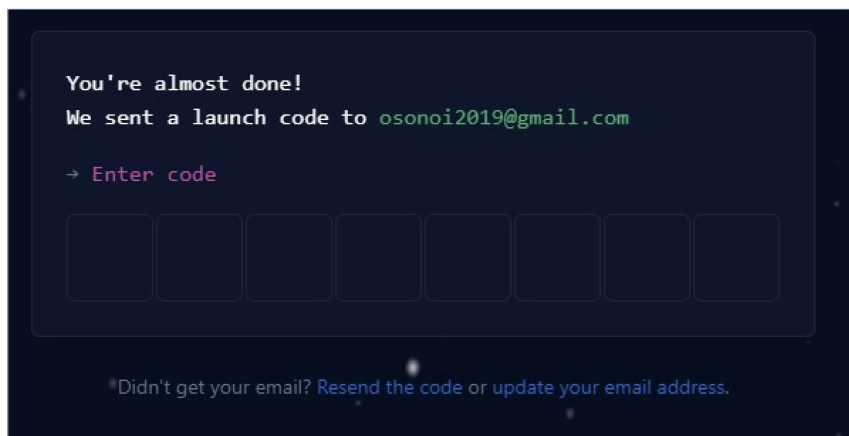 You're almost done!
We sent a launch code to osonoi2019@gmail.com
→ Enter code
Didn't get your email? Resend the code or update your email address.